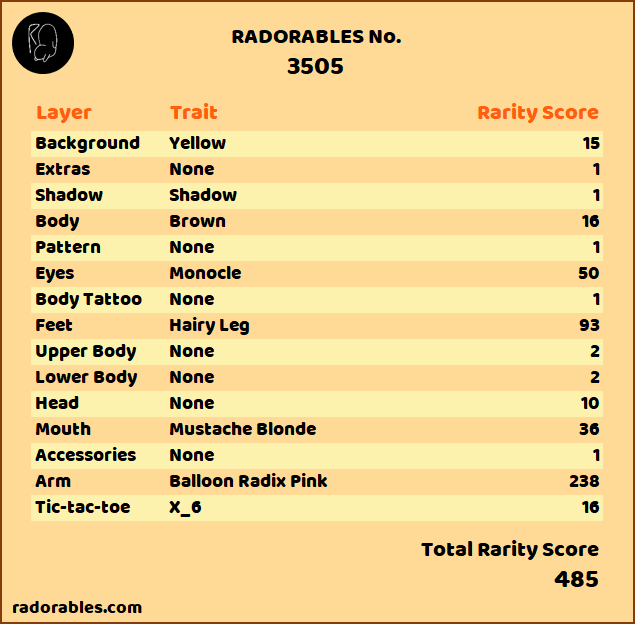 RADORABLES No.
3505
Layer Trait Rarity Score
Background Yellow 15
Extras None 1
Shadow Shadow 1
Body Brown 16
Pattern None 1
Eyes Monocle 50
Body Tattoo None 1
Feet Hairy Leg 93
Upper Body None 2
Lower Body None 2
Head None 10
Mouth Mustache Blonde 36
Accessories None 1
Arm Balloon Radix Pink 238
Tic-tac-toe X_6 16
Total Rarity Score
485
radorables.com